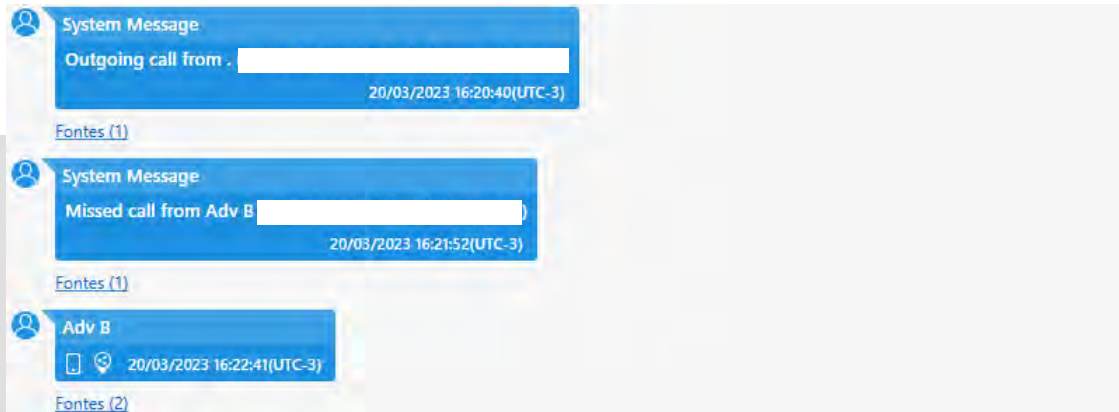 System Message
Outgoing call from .
20/03/2023 16:20:40(UTC-3)
Fontes (1)
System Message
Missed call from Adv B )
20/03/2023 16:21:52(UTC-3)
Fontes (1)
Adv B
20/03/2023 16:22:41(UTC-3)
Fontes (2)